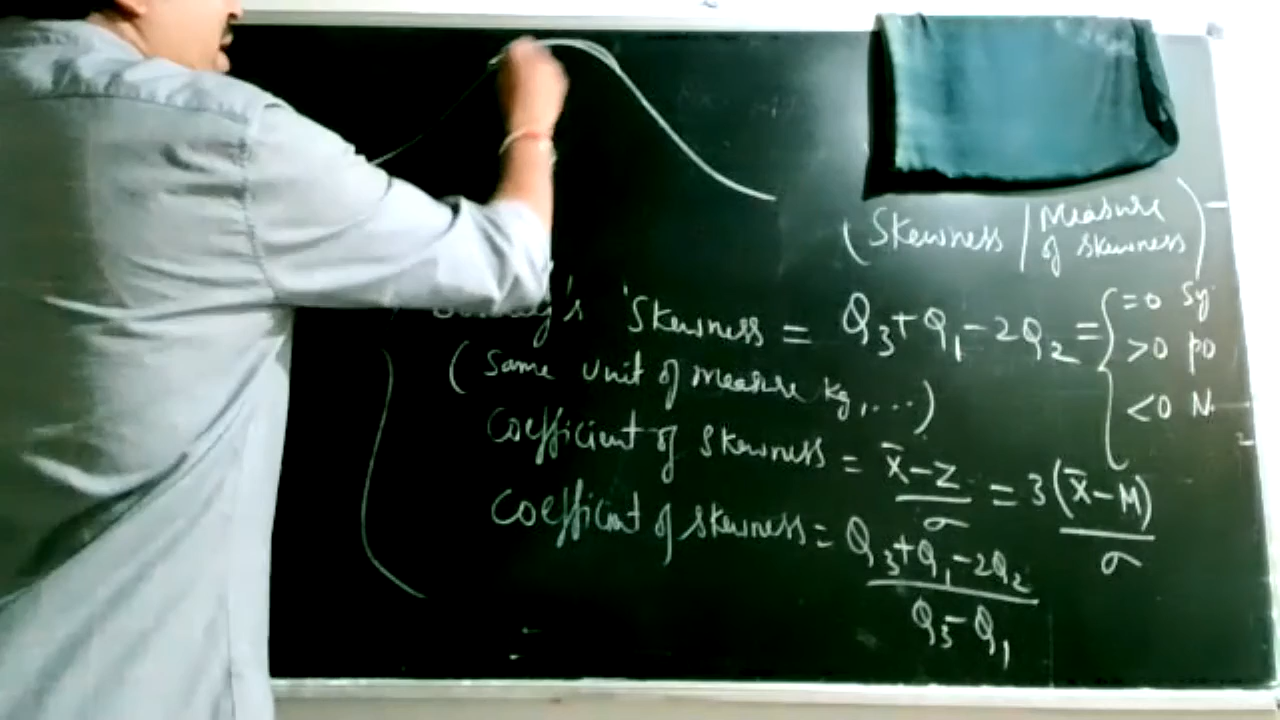 (Skewness / Measure of skewness)
Skewness = Q₃+Q₁-2Q₂ = { =0 Sy
>0 po
<0 N
(Same unit of measure kg, ...)
Coefficient of skewness = x̄-Z/σ = 3(x̄-M)/σ
Coefficient of skewness = Q₃+Q₁-2Q₂/Q₃-Q₁